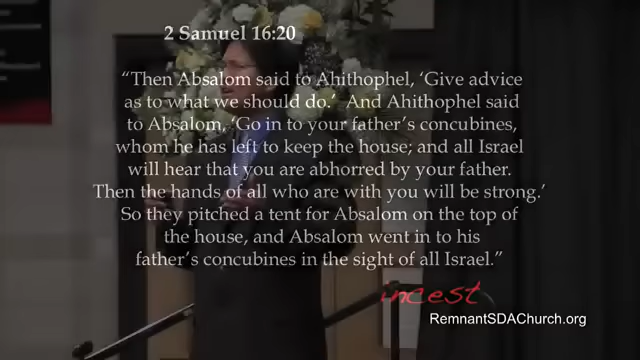 2 Samuel 16:20
“Then Absalom said to Ahithophel, ‘Give advice
as to what we should do.’ And Ahithophel said
to Absalom, ‘Go in to your father’s concubines,
whom he has left to keep the house; and all Israel
will hear that you are abhorred by your father.
Then the hands of all who are with you will be strong.’
So they pitched a tent for Absalom on the top of
the house, and Absalom went in to his
father’s concubines in the sight of all Israel.”
incest
RemnantSDAChurch.org